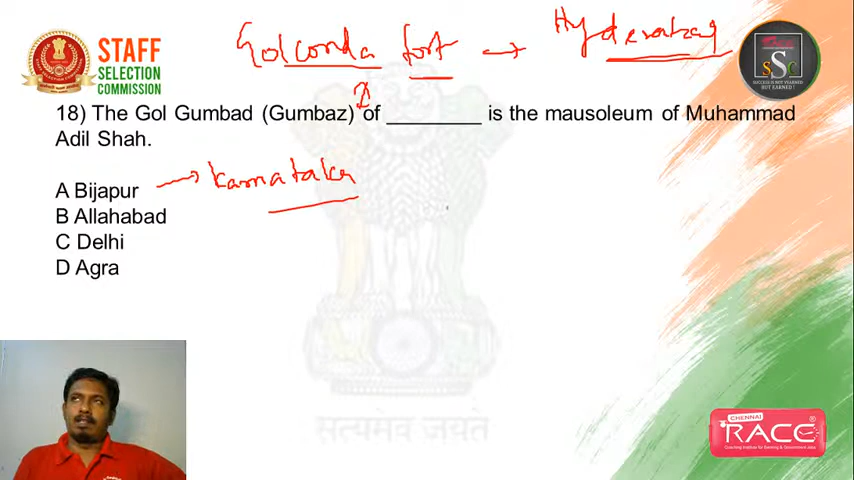 Golconda fort → Hyderabad
STAFF
SELECTION
COMMISSION
SSC
18) The Gol Gumbad (Gumbaz) of ________ is the mausoleum of Muhammad
Adil Shah.
A Bijapur → Karnataka
B Allahabad
C Delhi
D Agra
सत्यमेव जयते
CHENNAI
RACE